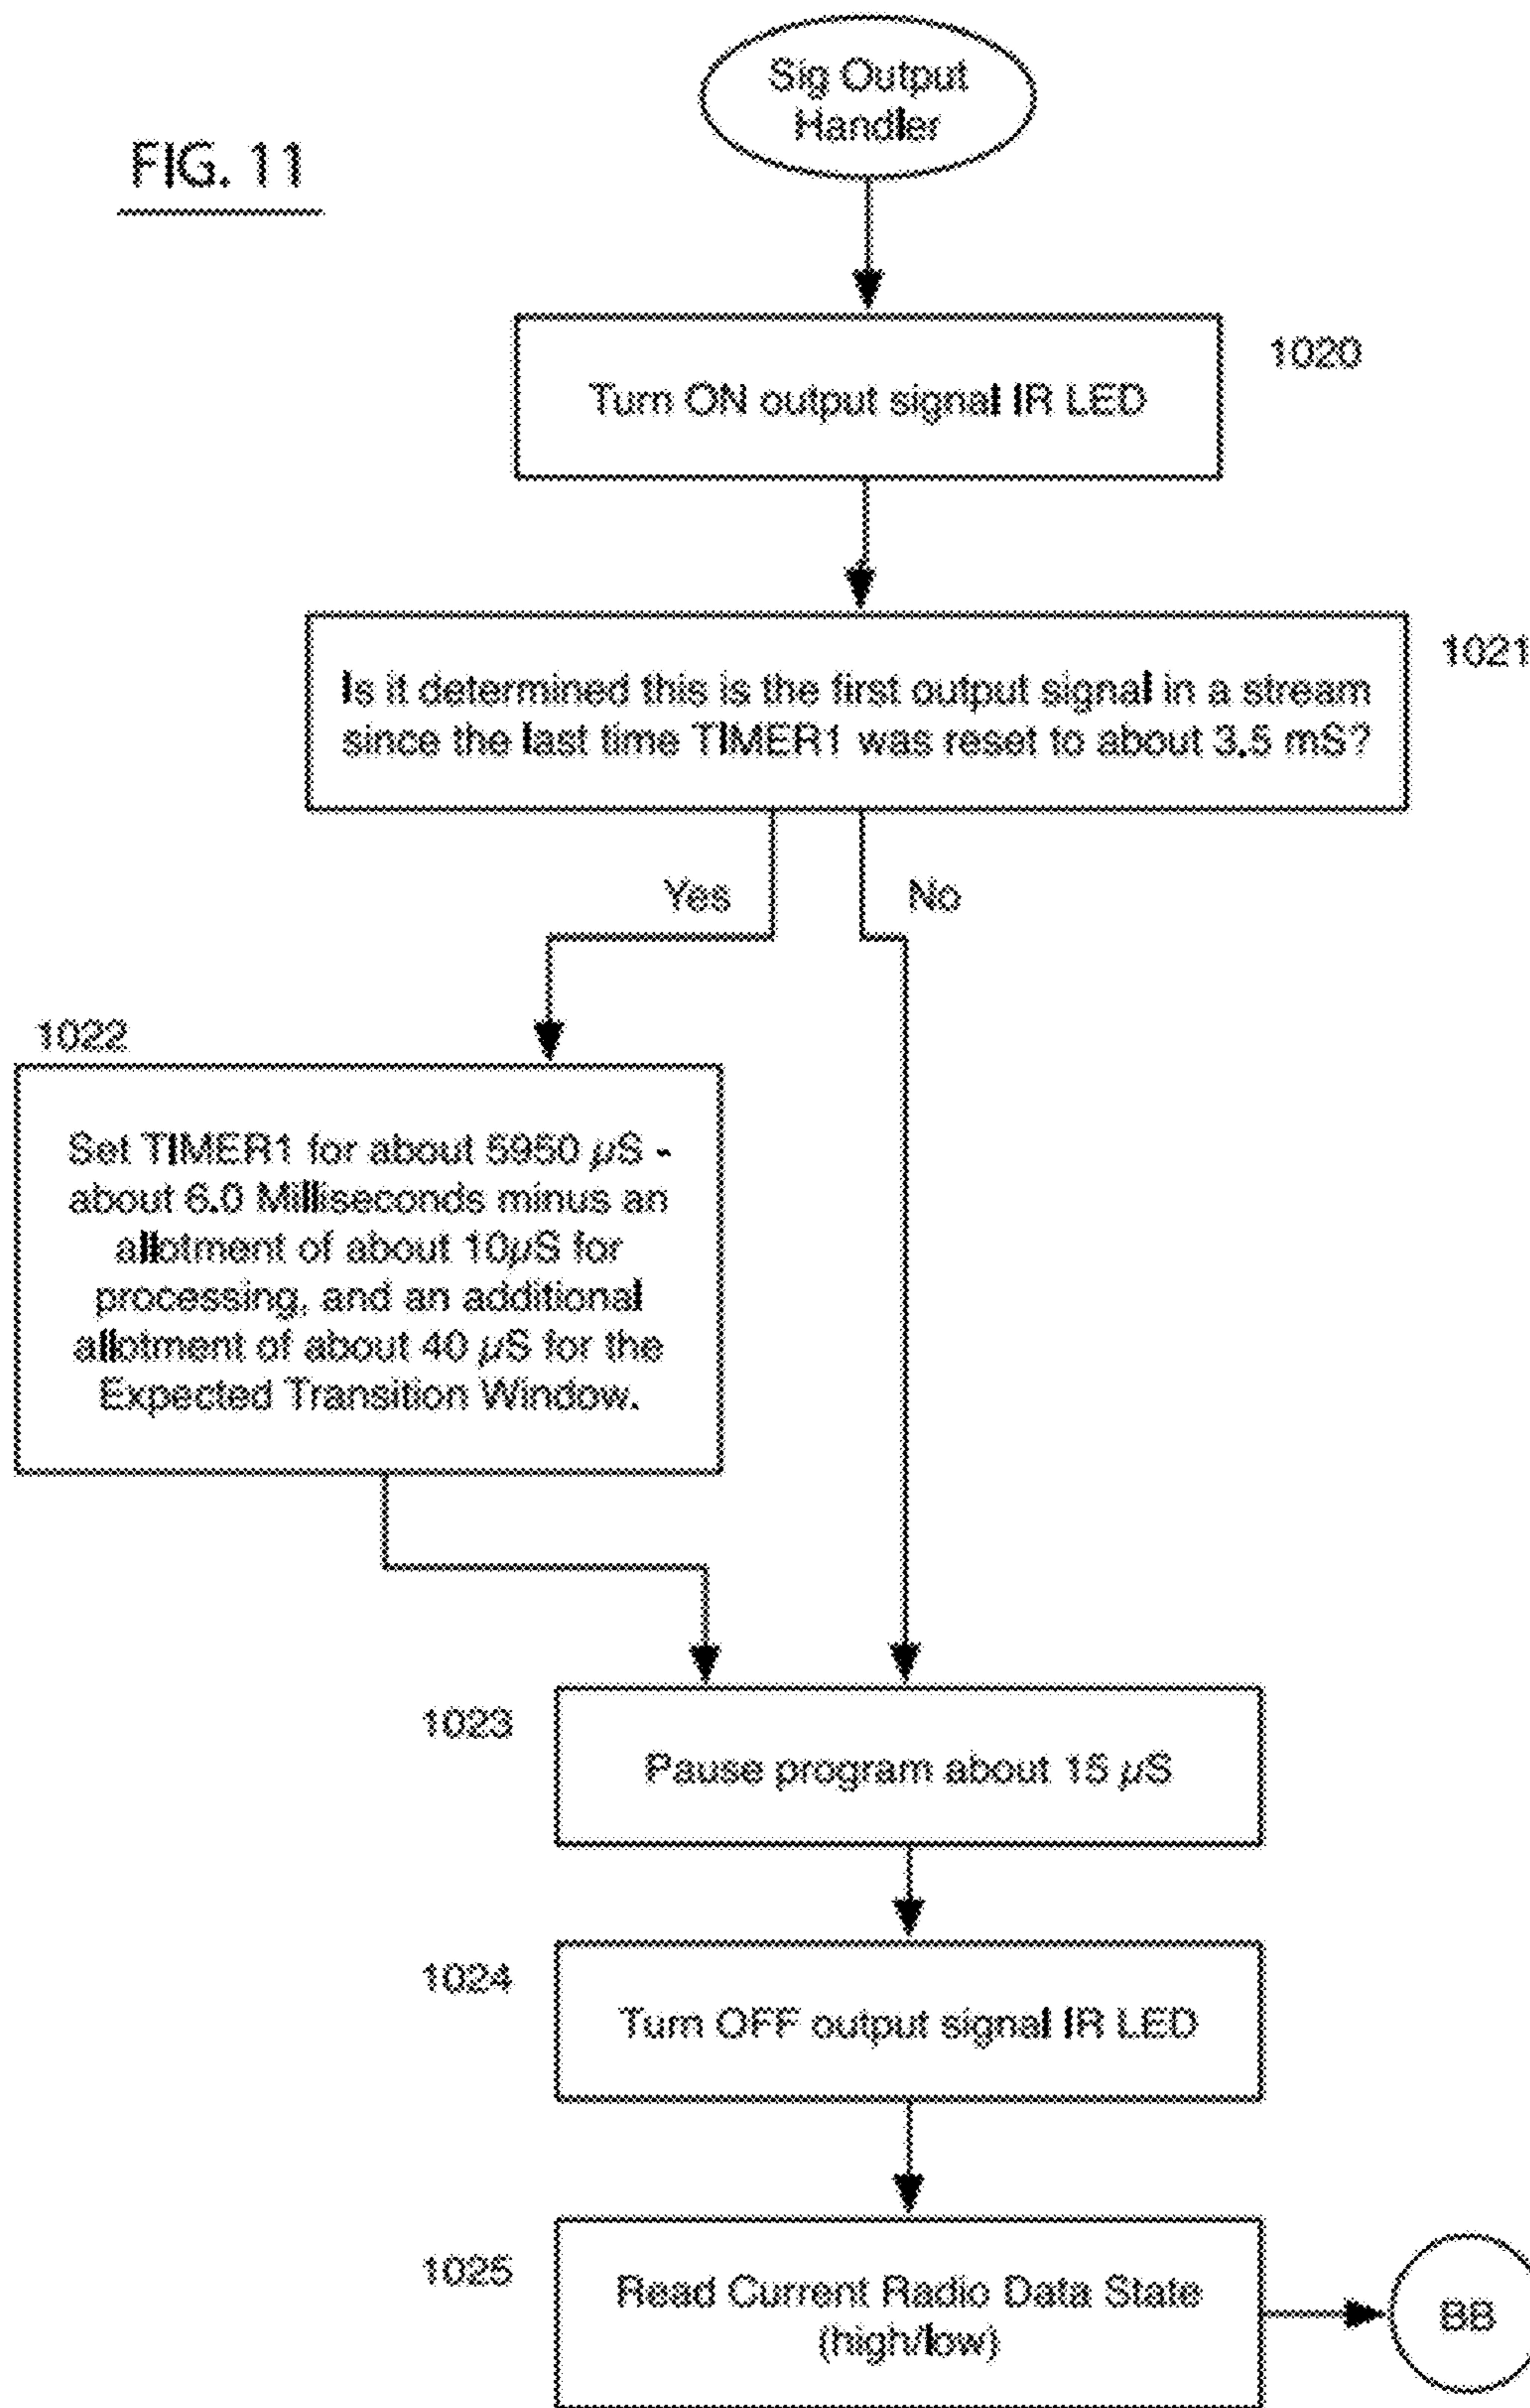 FIG. 11
Sig Output
Handler
1020
Turn ON output signal IR LED
1021
Is it determined this is the first output signal in a stream
since the last time TIMER1 was reset to about 3.5 mS?
Yes
No
1022
Set TIMER1 for about 5950 µS -
about 6.0 Milliseconds minus an
allotment of about 10µS for
processing, and an additional
allotment of about 40 µS for the
Expected Transition Window.
1023
Pause program about 15 µS
1024
Turn OFF output signal IR LED
1025
Read Current Radio Data State
(high/low)
BB